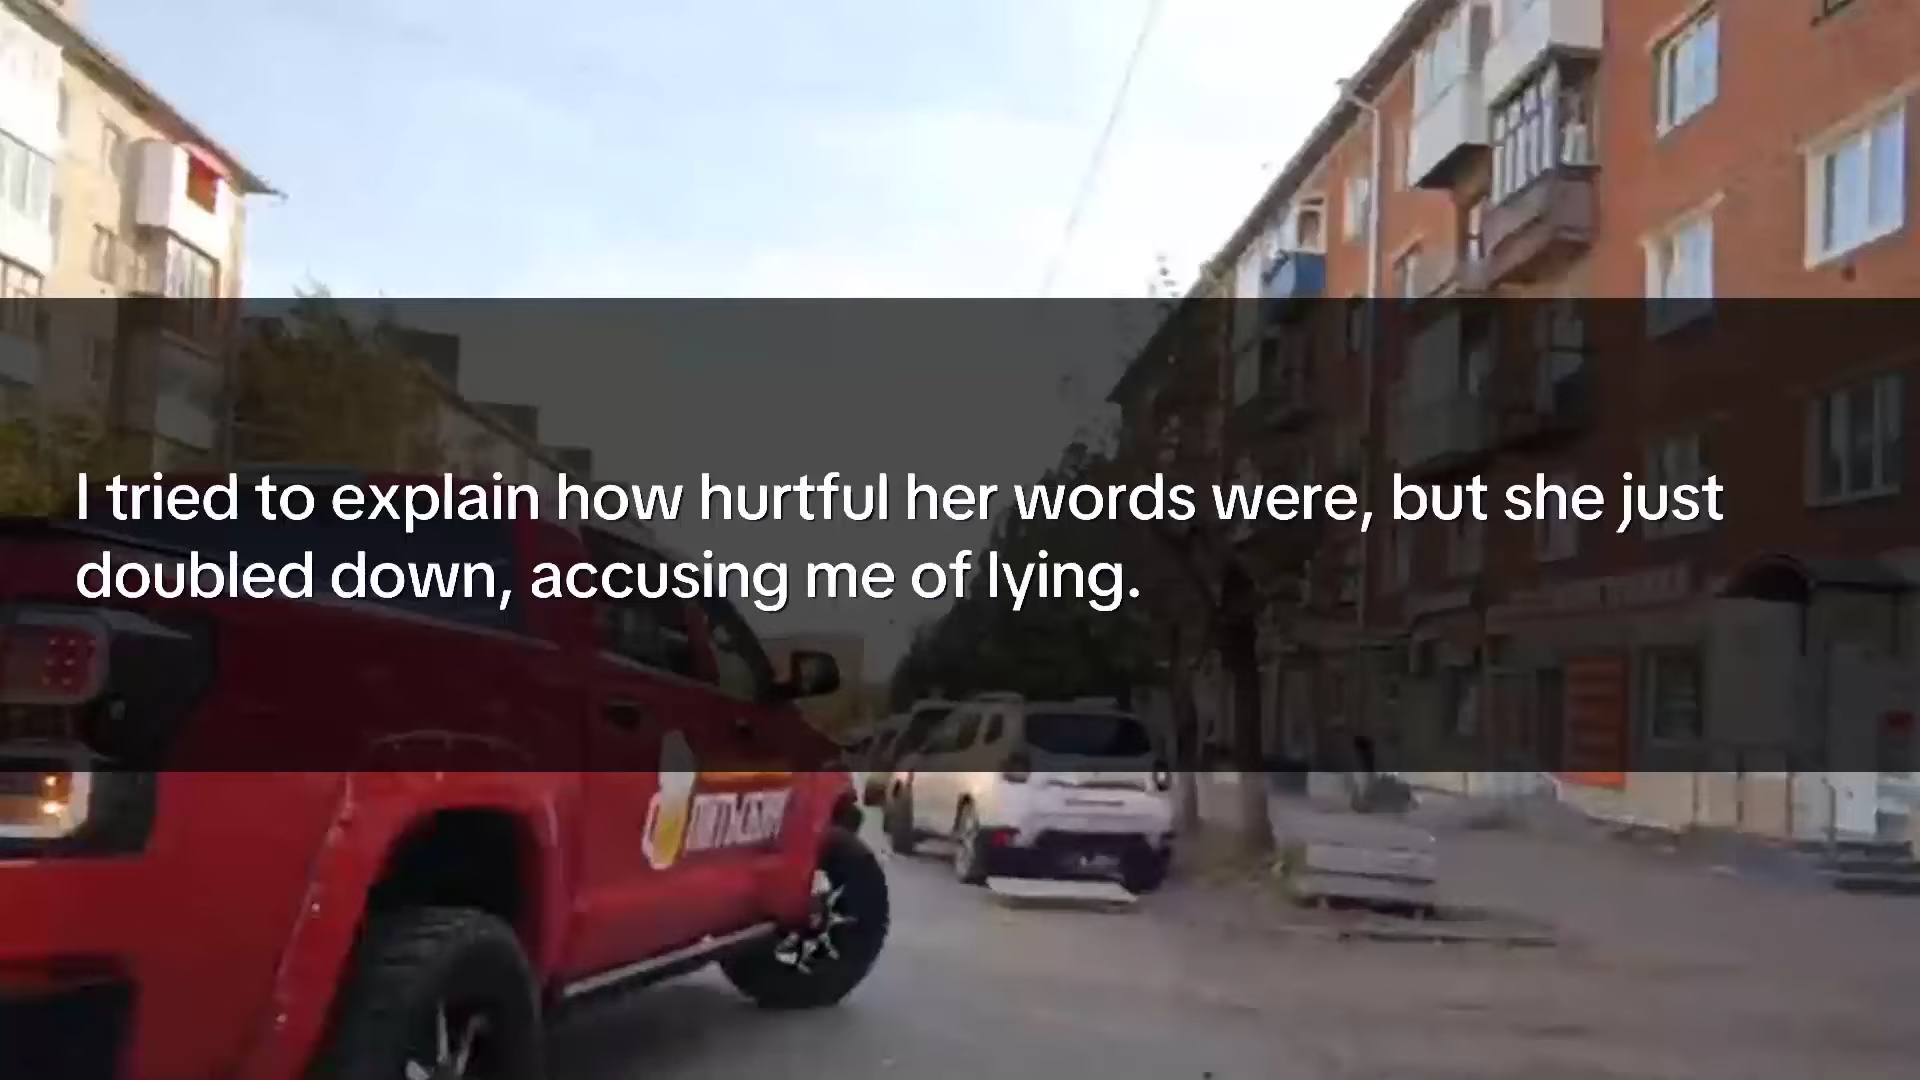 I tried to explain how hurtful her words were, but she just
doubled down, accusing me of lying.